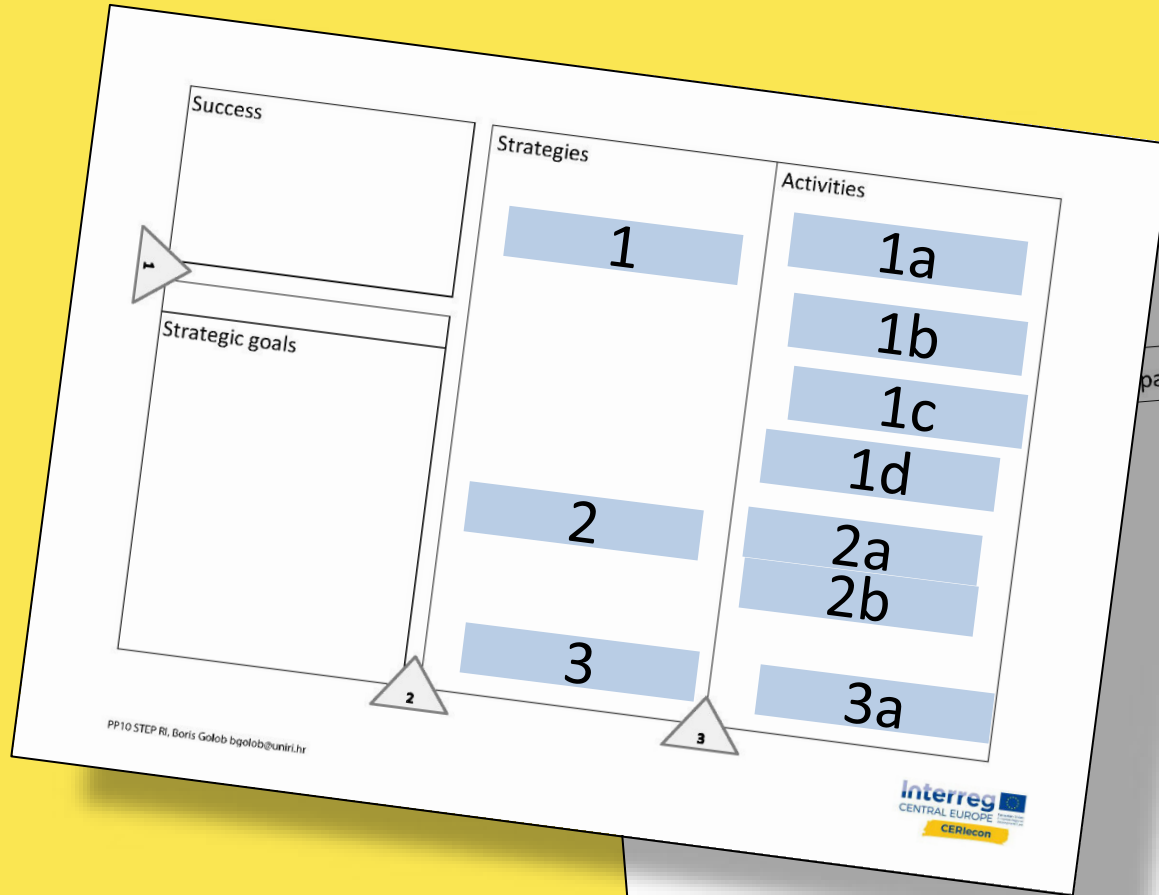 Success
Strategic goals
Strategies
1
2
3
Activities
1a
1b
1c
1d
2a
2b
3a
1
2
3
PP10 STEP RI, Boris Golob bgolob@uniri.hr
Interreg
CENTRAL EUROPE
CERIecon
pa